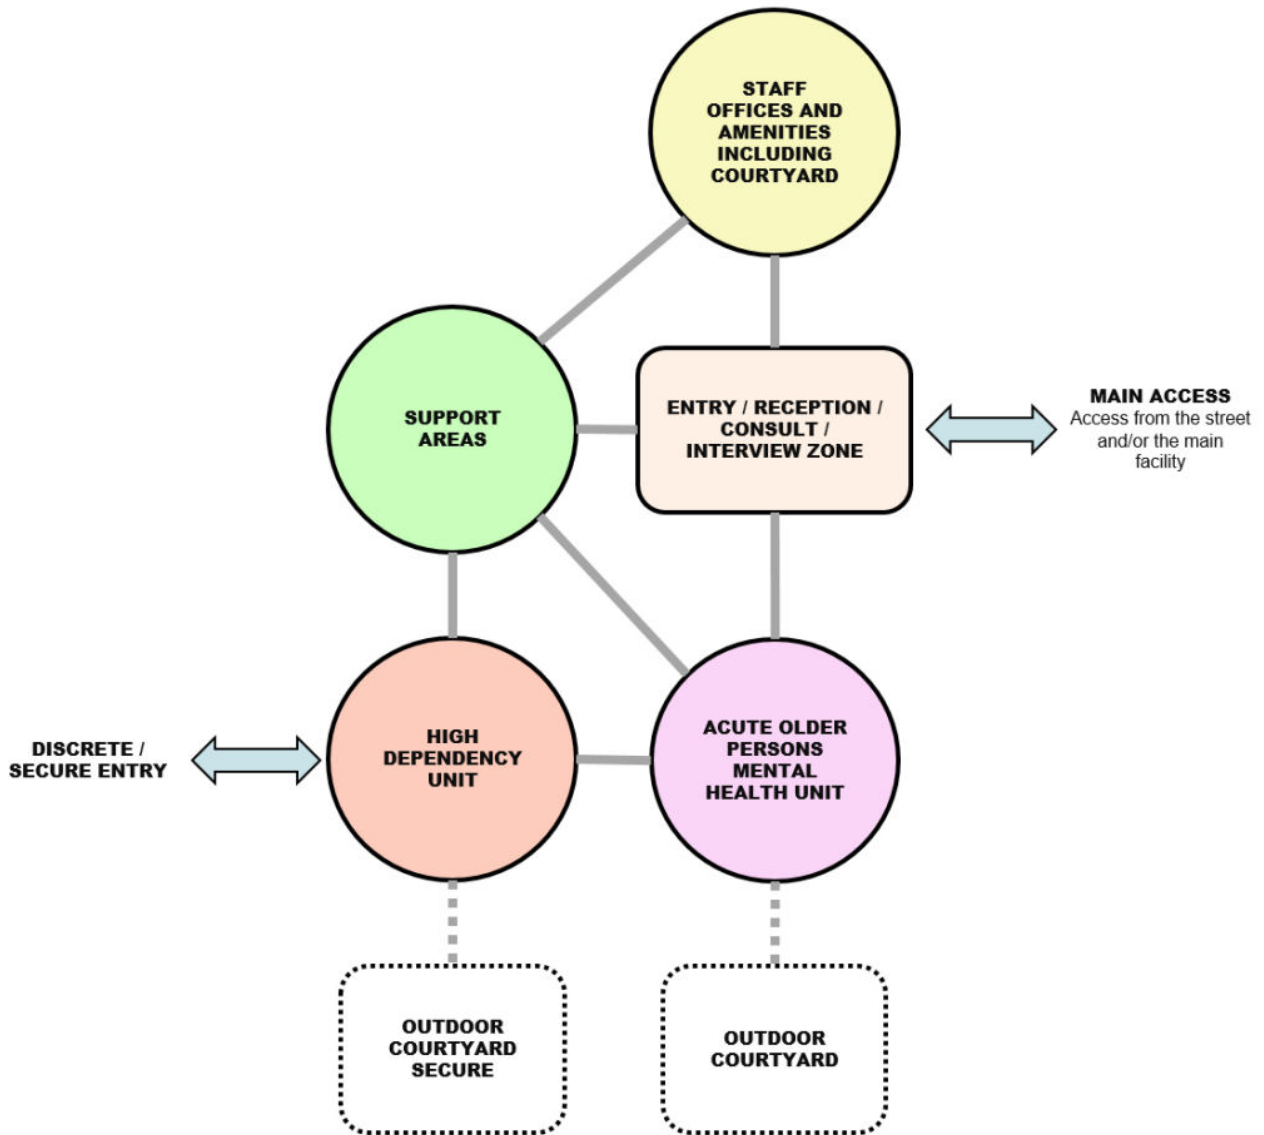 STAFF
OFFICES AND
AMENITIES
INCLUDING
COURTYARD
SUPPORT
AREAS
ENTRY / RECEPTION /
CONSULT /
INTERVIEW ZONE
MAIN ACCESS
Access from the street
and/or the main
facility
DISCRETE /
SECURE ENTRY
HIGH
DEPENDENCY
UNIT
ACUTE OLDER
PERSONS
MENTAL
HEALTH UNIT
OUTDOOR
COURTYARD
SECURE
OUTDOOR
COURTYARD